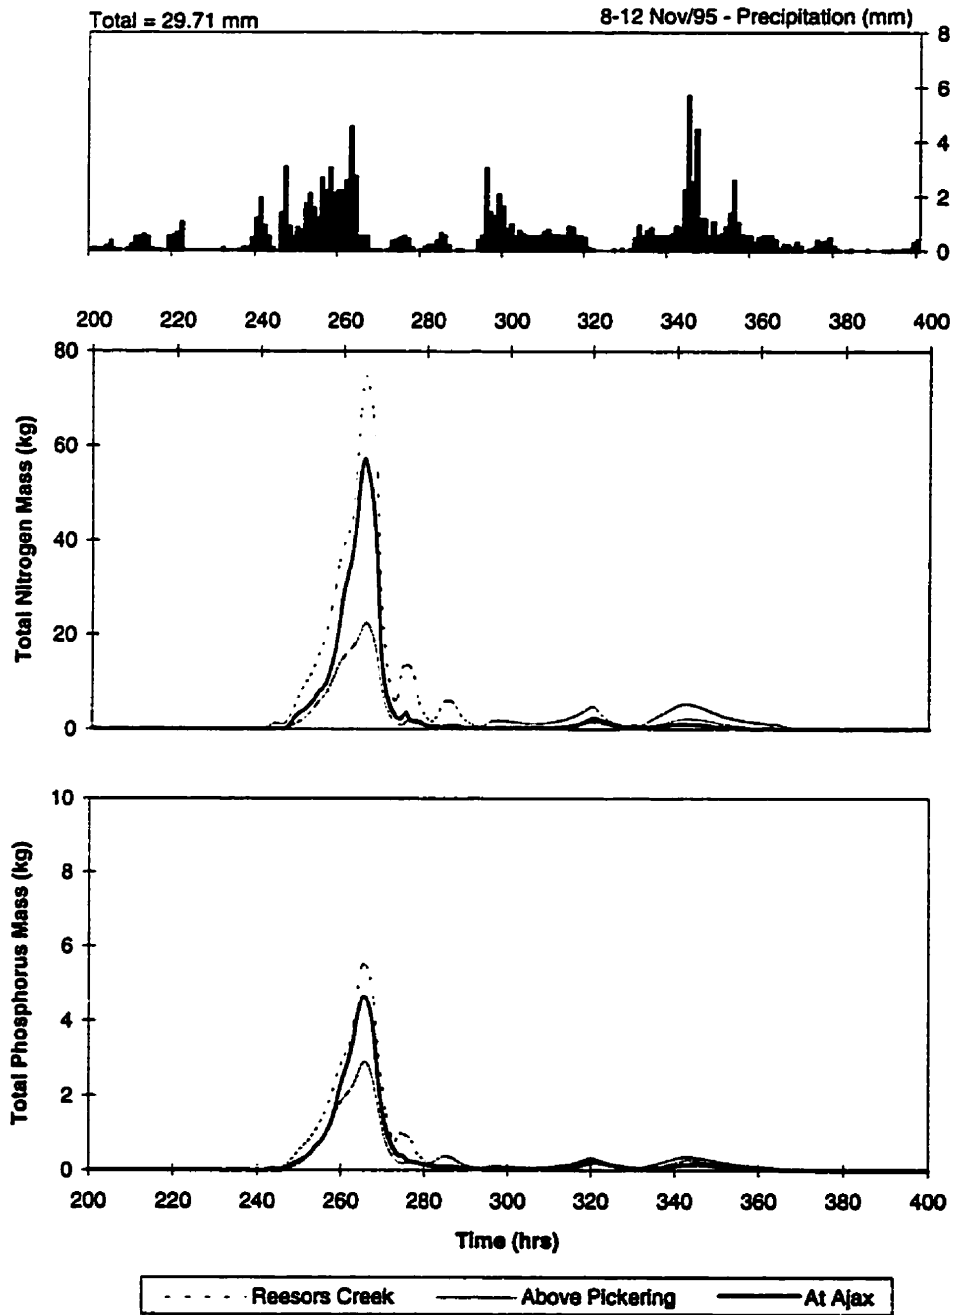 Total = 29.71 mm
8-12 Nov/95 - Precipitation (mm)
8
6
4
2
0
200 220 240 260 280 300 320 340 360 380 400
80
60
40
20
0
Total Nitrogen Mass (kg)
10
8
6
4
2
0
Total Phosphorus Mass (kg)
200 220 240 260 280 300 320 340 360 380 400
Time (hrs)
Reesors Creek Above Pickering At Ajax